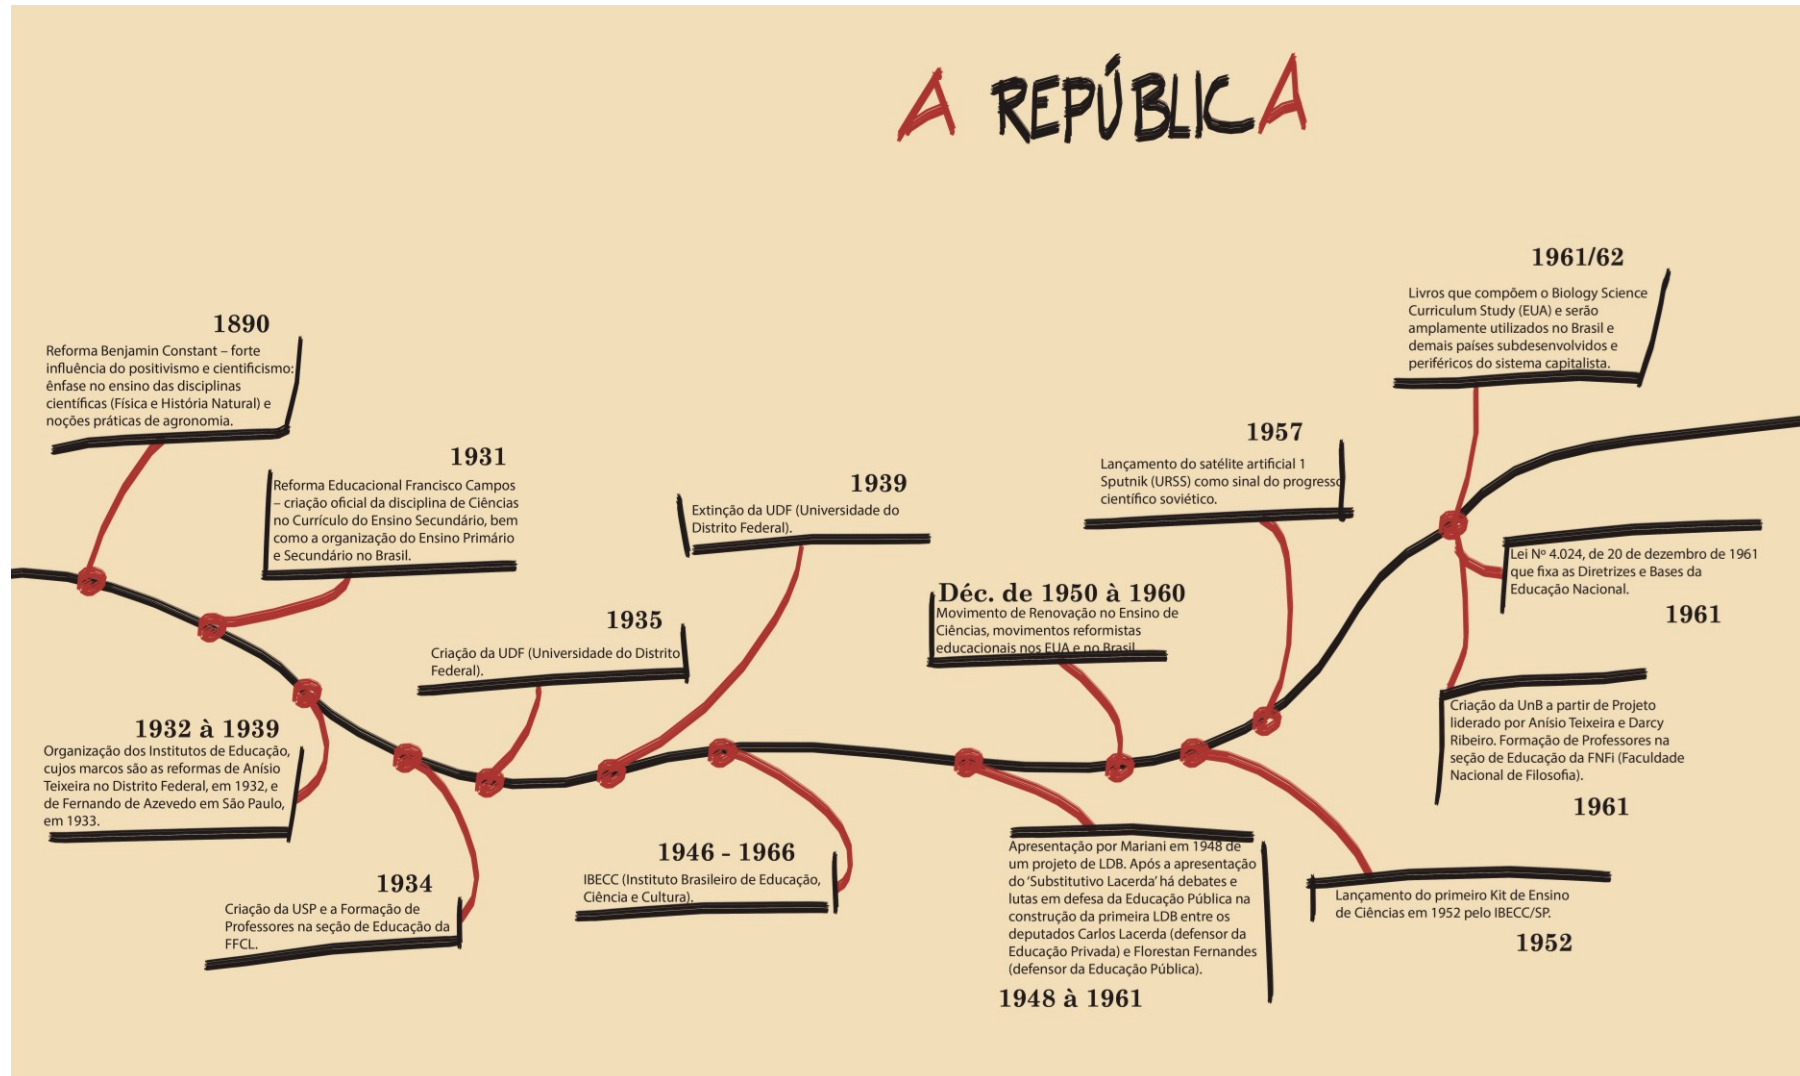 A REPÚBLICA
1890
Reforma Benjamin Constant – forte
influência do positivismo e cientificismo:
ênfase no ensino das disciplinas
científicas (Física e História Natural) e
noções práticas de agronomia.
1931
Reforma Educacional Francisco Campos
– criação oficial da disciplina de Ciências
no Currículo do Ensino Secundário, bem
como a organização do Ensino Primário
e Secundário no Brasil.
1932 à 1939
Organização dos Institutos de Educação,
cujos marcos são as reformas de Anísio
Teixeira no Distrito Federal, em 1932, e
de Fernando de Azevedo em São Paulo,
em 1933.
1934
Criação da USP e a Formação de
Professores na seção de Educação da
FFCL.
1935
Criação da UDF (Universidade do Distrito
Federal).
1939
Extinção da UDF (Universidade do
Distrito Federal).
1946 - 1966
IBECC (Instituto Brasileiro de Educação,
Ciência e Cultura).
Apresentação por Mariani em 1948 de
um projeto de LDB. Após a apresentação
do ‘Substitutivo Lacerda’ há debates e
lutas em defesa da Educação Pública na
construção da primeira LDB entre os
deputados Carlos Lacerda (defensor da
Educação Privada) e Florestan Fernandes
(defensor da Educação Pública).
1948 à 1961
Déc. de 1950 à 1960
Movimento de Renovação no Ensino de
Ciências, movimentos reformistas
educacionais nos EUA e no Brasil
Lançamento do primeiro Kit de Ensino
de Ciências em 1952 pelo IBECC/SP.
1952
1957
Lançamento do satélite artificial 1
Sputnik (URSS) como sinal do progresso
científico soviético.
1961/62
Livros que compõem o Biology Science
Curriculum Study (EUA) e serão
amplamente utilizados no Brasil e
demais países subdesenvolvidos e
periféricos do sistema capitalista.
Lei Nº 4.024, de 20 de dezembro de 1961
que fixa as Diretrizes e Bases da
Educação Nacional.
1961
Criação da UnB a partir de Projeto
liderado por Anísio Teixeira e Darcy
Ribeiro. Formação de Professores na
seção de Educação da FNFi (Faculdade
Nacional de Filosofia).
1961